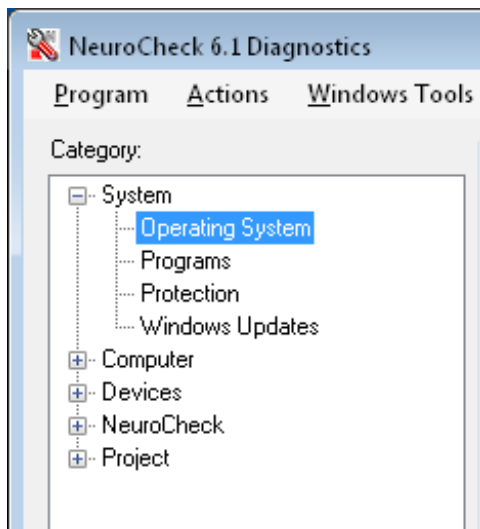 NeuroCheck 6.1 Diagnostics
Program Actions Windows Tools
Category:
System
Operating System
Programs
Protection
Windows Updates
Computer
Devices
NeuroCheck
Project